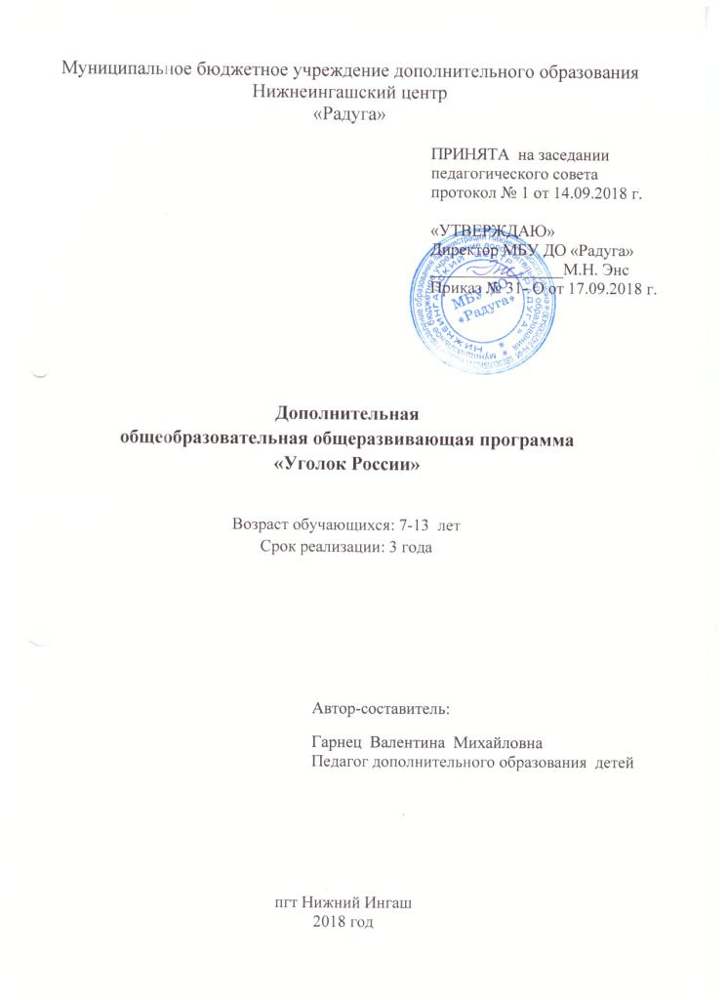 Муниципальное бюджетное учреждение дополнительного образования
Нижнеингашский центр
«Радуга»
ПРИНЯТА на заседании
педагогического совета
протокол № 1 от 14.09.2018 г.
«УТВЕРЖДАЮ»
Директор МБУ ДО «Радуга»
М.Н. Энс
Приказ № 31- О от 17.09.2018 г.
МБУ ДО
«Радуга»
Дополнительная
общеобразовательная общеразвивающая программа
«Уголок России»
Возраст обучающихся: 7-13 лет
Срок реализации: 3 года
Автор-составитель:
Гарнец Валентина Михайловна
Педагог дополнительного образования детей
пгт Нижний Ингаш
2018 год